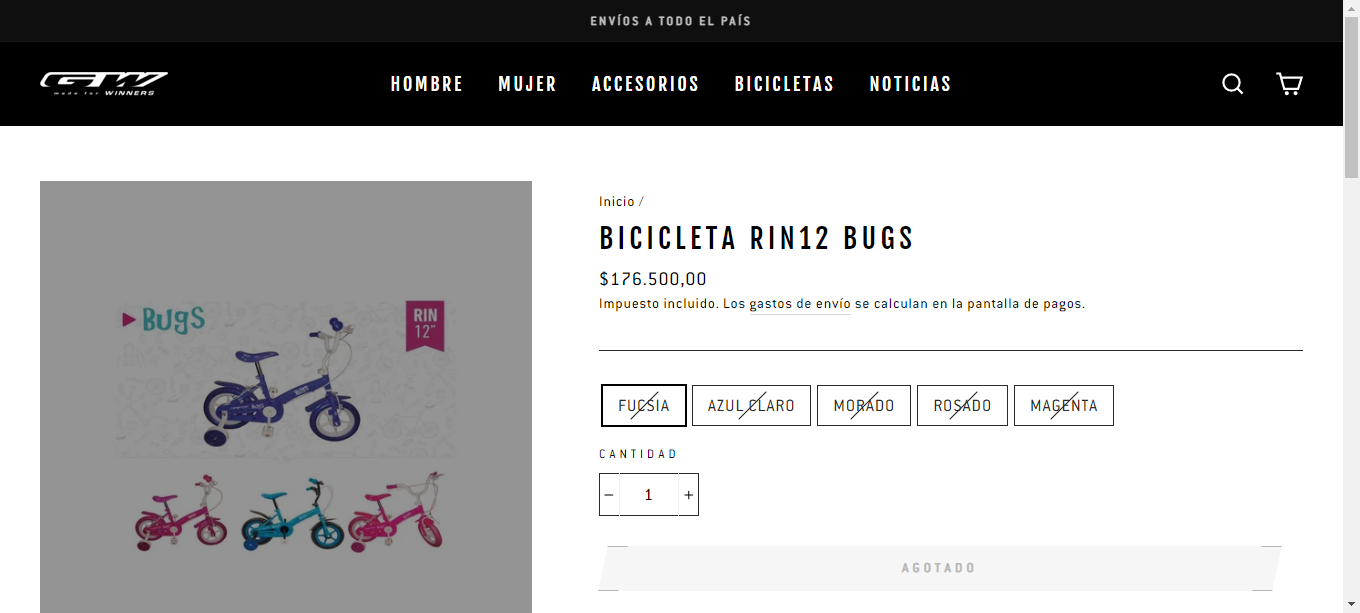 ENVÍOS A TODO EL PAÍS
GW
made for WINNERS
HOMBRE MUJER ACCESORIOS BICICLETAS NOTICIAS
Bugs
RIN
12"
Inicio /
BICICLETA RIN12 BUGS
$176.500,00
Impuesto incluido. Los gastos de envío se calculan en la pantalla de pagos.
FUCSIA AZUL CLARO MORADO ROSADO MAGENTA
CANTIDAD
− 1 +
AGOTADO